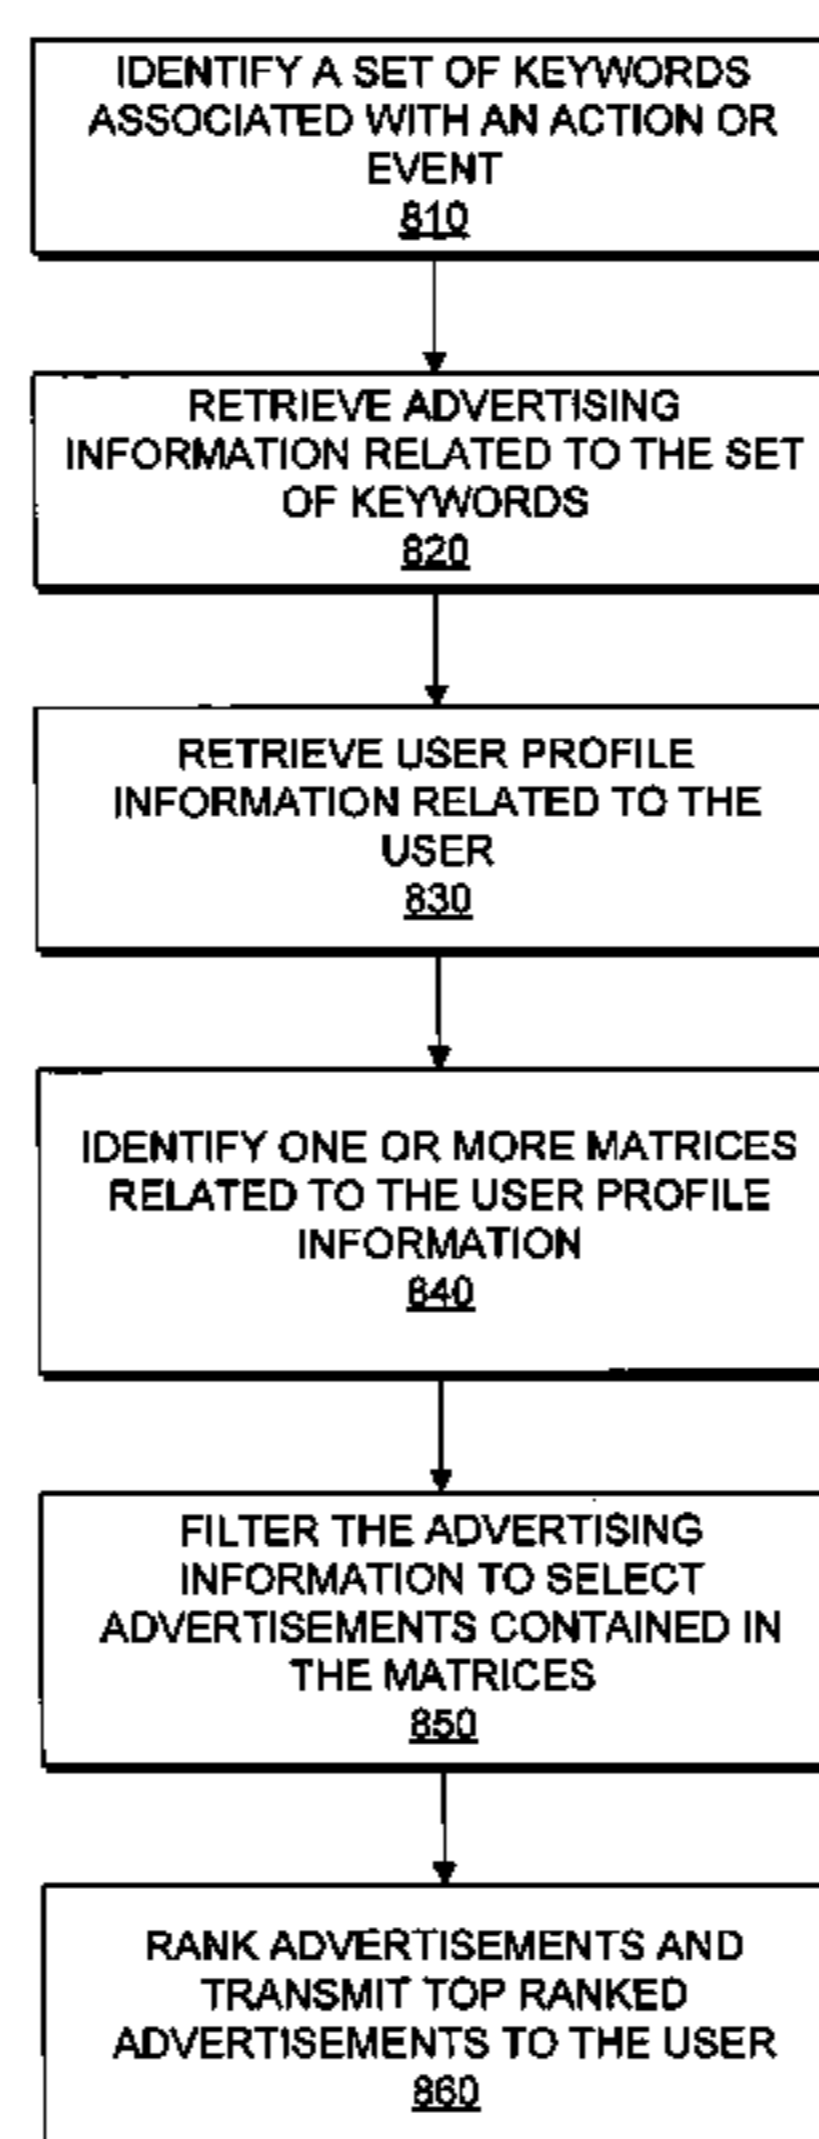 IDENTIFY A SET OF KEYWORDS
ASSOCIATED WITH AN ACTION OR
EVENT
810
RETRIEVE ADVERTISING
INFORMATION RELATED TO THE SET
OF KEYWORDS
820
RETRIEVE USER PROFILE
INFORMATION RELATED TO THE
USER
830
IDENTIFY ONE OR MORE MATRICES
RELATED TO THE USER PROFILE
INFORMATION
840
FILTER THE ADVERTISING
INFORMATION TO SELECT
ADVERTISEMENTS CONTAINED IN
THE MATRICES
850
RANK ADVERTISEMENTS AND
TRANSMIT TOP RANKED
ADVERTISEMENTS TO THE USER
860